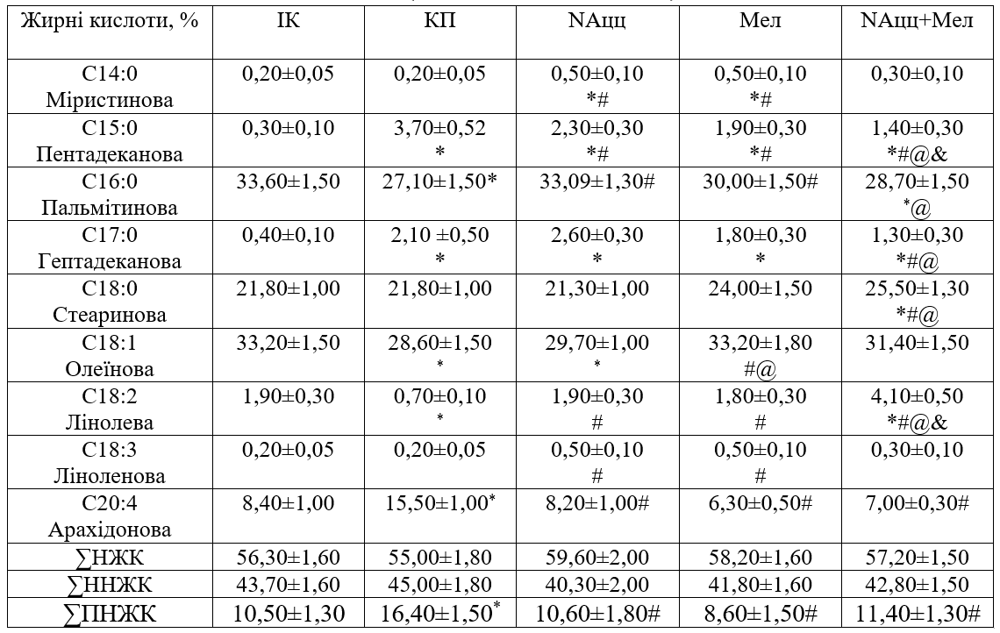 Жирні кислоти, % ІК КП NАцц Мел NАцц+Мел
С14:0 0,20±0,05 0,20±0,05 0,50±0,10 0,50±0,10 0,30±0,10
Міристинова *# *#
С15:0 0,30±0,10 3,70±0,52 2,30±0,30 1,90±0,30 1,40±0,30
Пентадеканова * *# *# *#@&
С16:0 33,60±1,50 27,10±1,50* 33,09±1,30# 30,00±1,50# 28,70±1,50
Пальмітинова *@
С17:0 0,40±0,10 2,10 ±0,50 2,60±0,30 1,80±0,30 1,30±0,30
Гептадеканова * * * *#@
С18:0 21,80±1,00 21,80±1,00 21,30±1,00 24,00±1,50 25,50±1,30
Стеаринова *#@
С18:1 33,20±1,50 28,60±1,50 29,70±1,00 33,20±1,80 31,40±1,50
Олеїнова * * #@
С18:2 1,90±0,30 0,70±0,10 1,90±0,30 1,80±0,30 4,10±0,50
Лінолева * # # *#@&
С18:3 0,20±0,05 0,20±0,05 0,50±0,10 0,50±0,10 0,30±0,10
Ліноленова # #
С20:4 8,40±1,00 15,50±1,00* 8,20±1,00# 6,30±0,50# 7,00±0,30#
Арахідонова
∑НЖК 56,30±1,60 55,00±1,80 59,60±2,00 58,20±1,60 57,20±1,50
∑ННЖК 43,70±1,60 45,00±1,80 40,30±2,00 41,80±1,60 42,80±1,50
∑ПНЖК 10,50±1,30 16,40±1,50* 10,60±1,80# 8,60±1,50# 11,40±1,30#